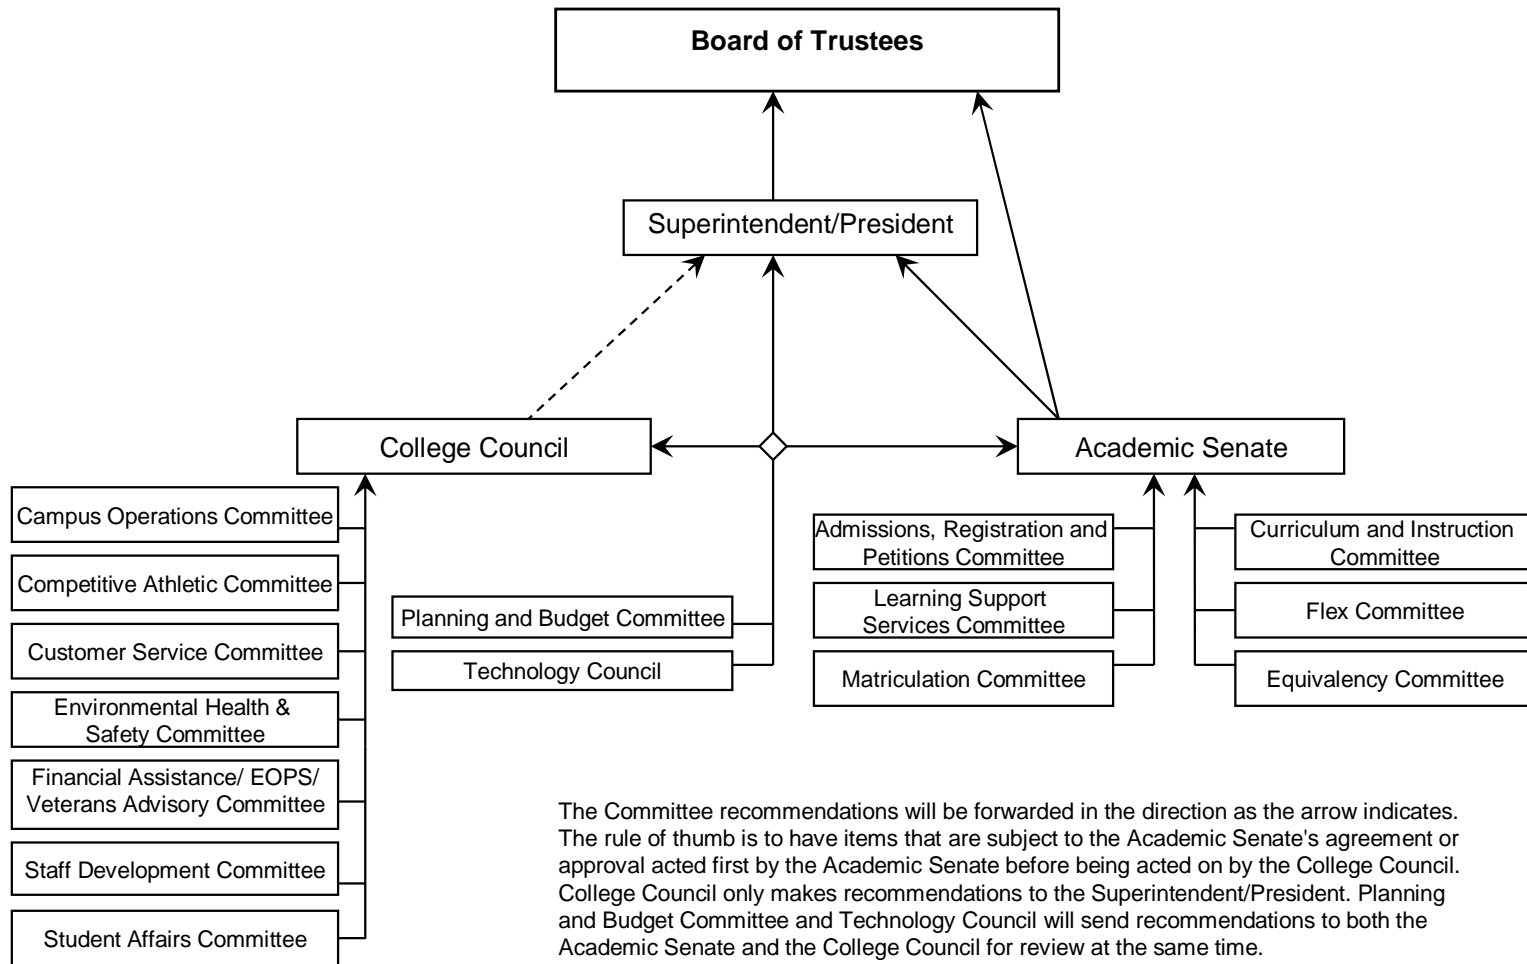 Board of Trustees
Superintendent/President
College Council
Academic Senate
Campus Operations Committee
Competitive Athletic Committee
Customer Service Committee
Environmental Health &
Safety Committee
Financial Assistance/ EOPS/
Veterans Advisory Committee
Staff Development Committee
Student Affairs Committee
Planning and Budget Committee
Technology Council
Admissions, Registration and
Petitions Committee
Learning Support
Services Committee
Matriculation Committee
Curriculum and Instruction
Committee
Flex Committee
Equivalency Committee
The Committee recommendations will be forwarded in the direction as the arrow indicates.
The rule of thumb is to have items that are subject to the Academic Senate's agreement or
approval acted first by the Academic Senate before being acted on by the College Council.
College Council only makes recommendations to the Superintendent/President. Planning
and Budget Committee and Technology Council will send recommendations to both the
Academic Senate and the College Council for review at the same time.